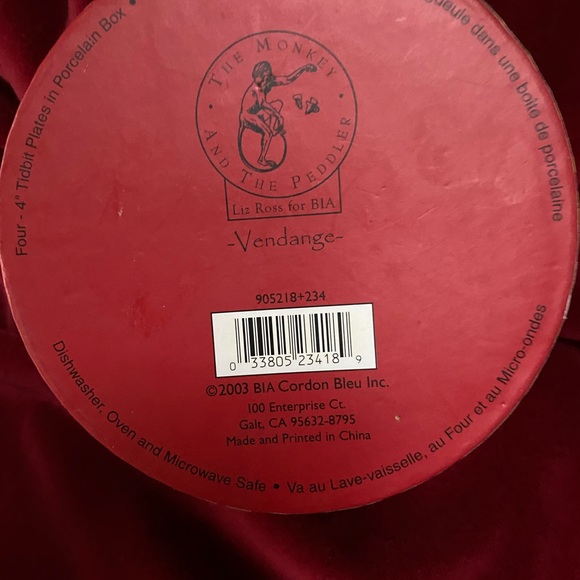 Four - 4" Tidbit Plates in Porcelain Box •
dans une boîte de porcelaine
• The Monkey •
And The Peddler
Liz Ross for BIA
-Vendange-
905218+234
0 33805 23418 9
©2003 BIA Cordon Bleu Inc.
100 Enterprise Ct.
Galt, CA 95632-8795
Made and Printed in China
Dishwasher, Oven and Microwave Safe • Va au Lave-vaisselle, au Four et au Micro-ondes